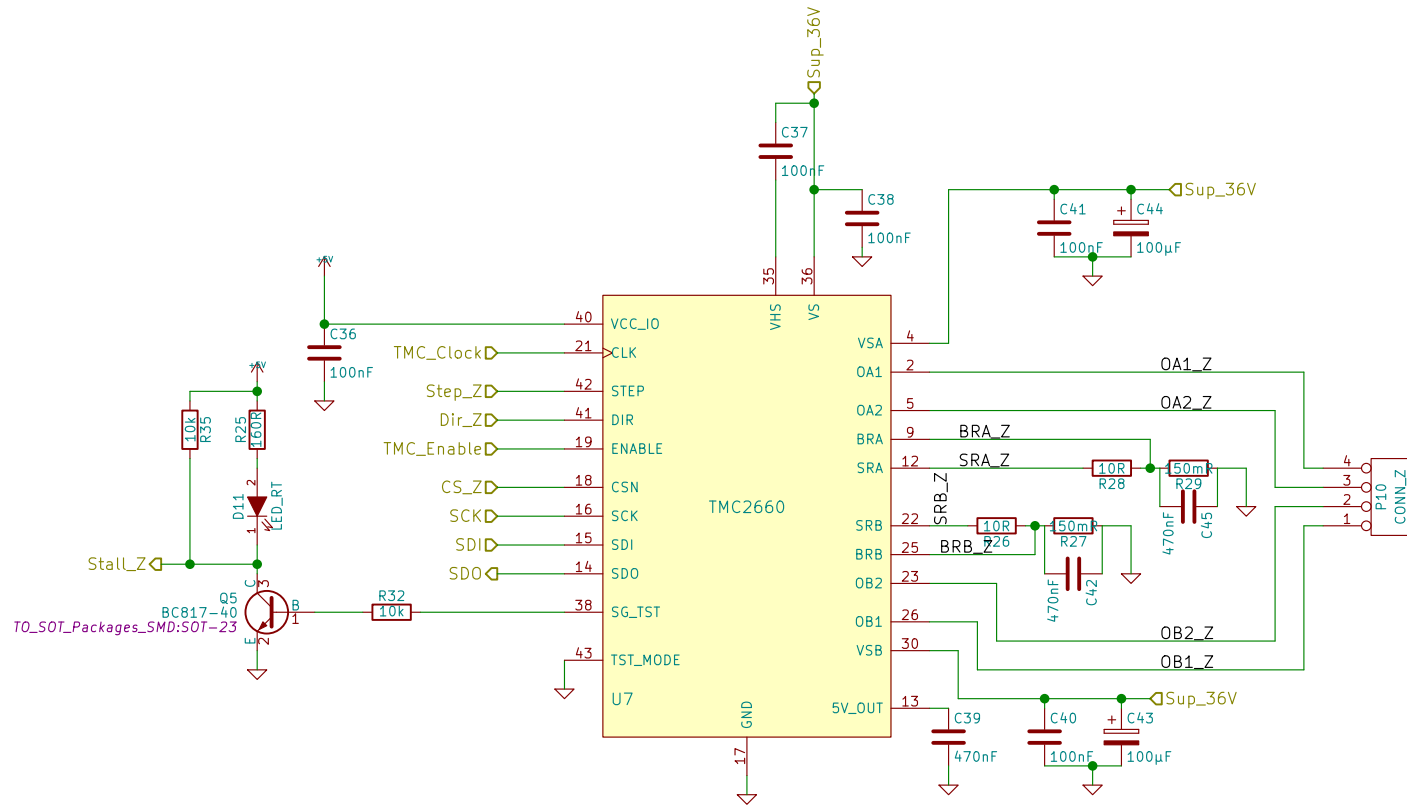 Sup_36V
C37
100nF
C38
100nF
Sup_36V
C41
100nF
+
C44
100µF
35
36
VHS
VS
+5V
C36
100nF
40
VCC_IO
TMC_Clock
21
CLK
Step_Z
42
STEP
Dir_Z
41
DIR
TMC_Enable
19
ENABLE
CS_Z
18
CSN
SCK
16
SCK
SDI
15
SDI
SDO
14
SDO
38
SG_TST
43
TST_MODE
U7
TMC2660
GND
17
+5V
10k
R35
R25
160R
2
D11
LED_RT
1
Stall_Z
C
3
Q5
BC817-40
TO_SOT_Packages_SMD:SOT-23
B
1
E
2
R32
10k
VSA
4
OA1
2
OA1_Z
OA2
5
OA2_Z
BRA
9
BRA_Z
SRA
12
SRA_Z
10R
R28
150mR
R29
470nF
C45
SRB
22
SRB_Z
10R
R26
150mR
R27
BRB
25
BRB_Z
470nF
C42
OB2
23
OB2_Z
OB1
26
OB1_Z
VSB
30
Sup_36V
5V_OUT
13
C39
470nF
C40
100nF
+
C43
100µF
4
3
2
1
P10
CONN_Z